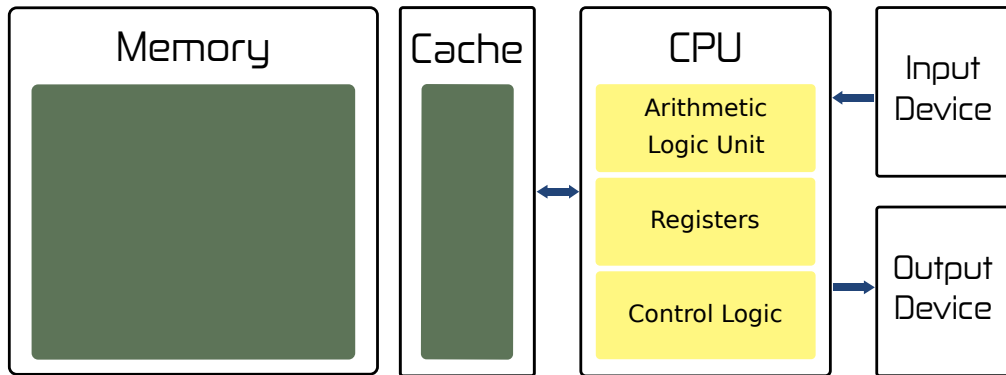 Memory
Cache
CPU
Arithmetic
Logic Unit
Registers
Control Logic
Input
Device
Output
Device